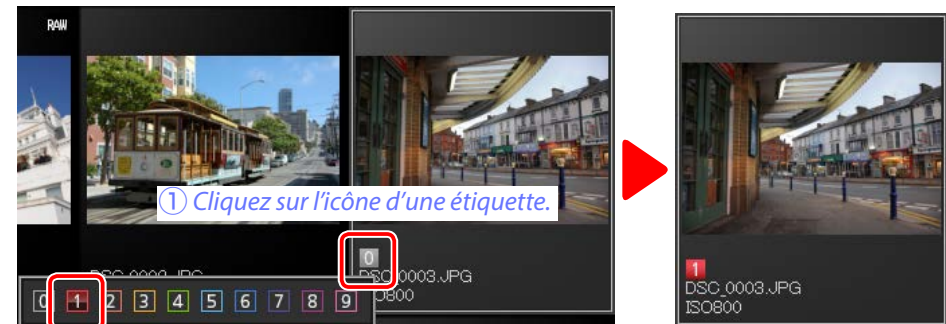 RAW
① Cliquez sur l'icône d'une étiquette.
0
DSC_0003.JPG
ISO800
0 1 2 3 4 5 6 7 8 9
1
DSC_0003.JPG
ISO800